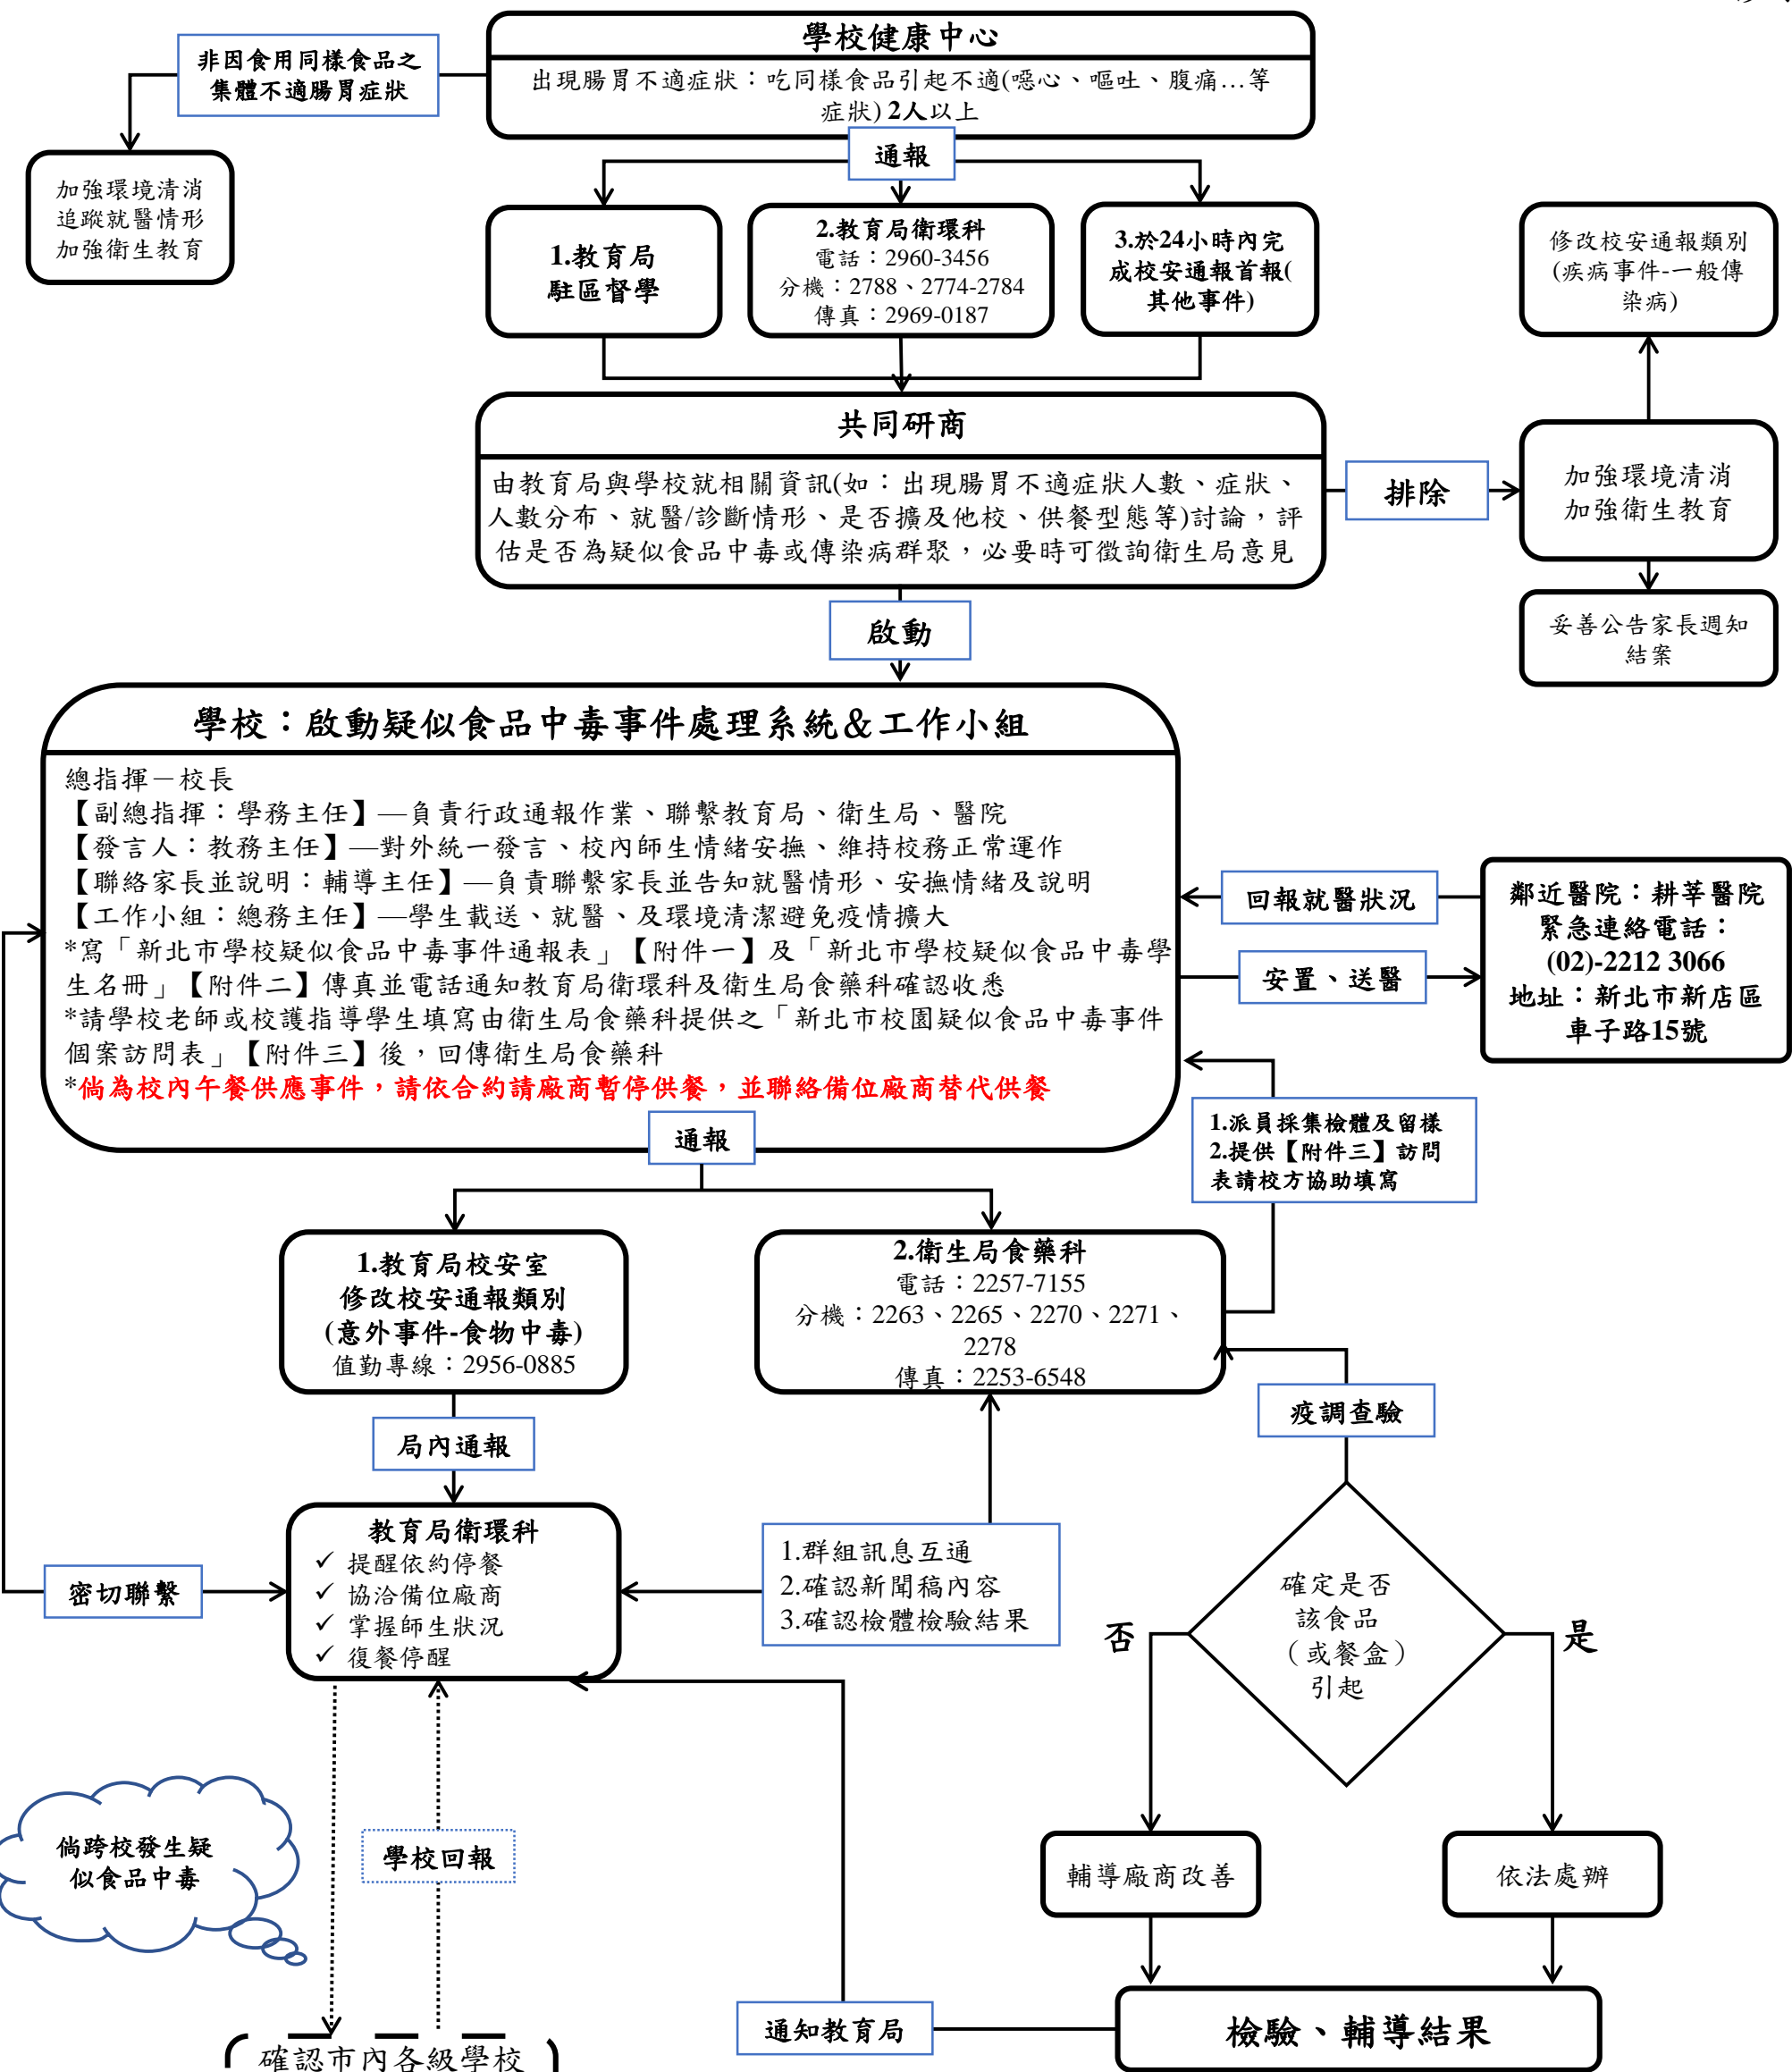 學校健康中心
出現腸胃不適症狀：吃同樣食品引起不適(噁心、嘔吐、腹痛…等
症狀) 2人以上
非因食用同樣食品之
集體不適腸胃症狀
加強環境清消
追蹤就醫情形
加強衛生教育
通報
1.教育局
駐區督學
2.教育局衛環科
電話：2960-3456
分機：2788、2774-2784
傳真：2969-0187
3.於24小時內完
成校安通報首報(
其他事件)
修改校安通報類別
(疾病事件-一般傳
染病)
共同研商
由教育局與學校就相關資訊(如：出現腸胃不適症狀人數、症狀、
人數分布、就醫/診斷情形、是否擴及他校、供餐型態等)討論，評
估是否為疑似食品中毒或傳染病群聚，必要時可徵詢衛生局意見
排除
加強環境清消
加強衛生教育
妥善公告家長週知
結案
啟動
學校：啟動疑似食品中毒事件處理系統＆工作小組
總指揮－校長
【副總指揮：學務主任】—負責行政通報作業、聯繫教育局、衛生局、醫院
【發言人：教務主任】—對外統一發言、校內師生情緒安撫、維持校務正常運作
【聯絡家長並說明：輔導主任】—負責聯繫家長並告知就醫情形、安撫情緒及說明
【工作小組：總務主任】—學生載送、就醫、及環境清潔避免疫情擴大
*寫「新北市學校疑似食品中毒事件通報表」【附件一】及「新北市學校疑似食品中毒學
生名冊」【附件二】傳真並電話通知教育局衛環科及衛生局食藥科確認收悉
*請學校老師或校護指導學生填寫由衛生局食藥科提供之「新北市校園疑似食品中毒事件
個案訪問表」【附件三】後，回傳衛生局食藥科
*倘為校內午餐供應事件，請依合約請廠商暫停供餐，並聯絡備位廠商替代供餐
回報就醫狀況
安置、送醫
鄰近醫院：耕莘醫院
緊急連絡電話：
(02)-2212 3066
地址：新北市新店區
車子路15號
1.派員採集檢體及留樣
2.提供【附件三】訪問
表請校方協助填寫
通報
1.教育局校安室
修改校安通報類別
(意外事件-食物中毒)
值勤專線：2956-0885
2.衛生局食藥科
電話：2257-7155
分機：2263、2265、2270、2271、
2278
傳真：2253-6548
局內通報
疫調查驗
教育局衛環科
✓ 提醒依約停餐
✓ 協洽備位廠商
✓ 掌握師生狀況
✓ 復餐停醒
密切聯繫
1.群組訊息互通
2.確認新聞稿內容
3.確認檢體檢驗結果
確定是否
該食品
（或餐盒）
引起
否
是
倘跨校發生疑
似食品中毒
學校回報
輔導廠商改善
依法處辦
通知教育局
檢驗、輔導結果
確認市內各級學校